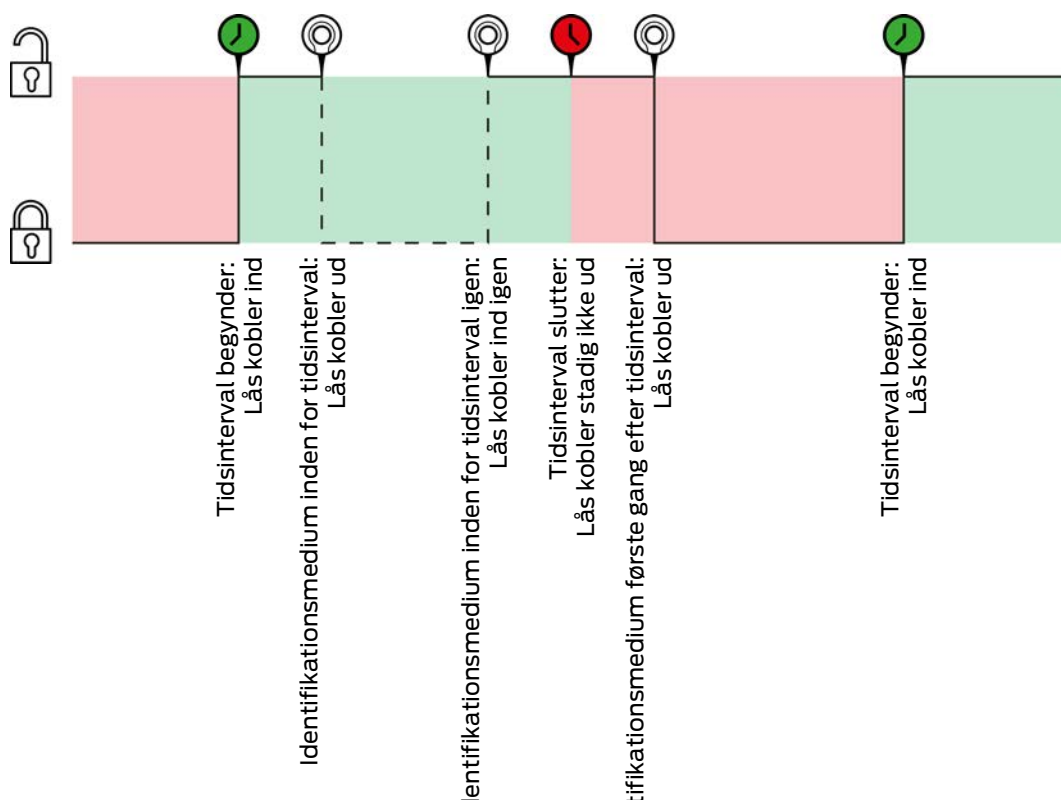 Tidsinterval begynder:
Lås kobler ind
Identifikationsmedium inden for tidsinterval:
Lås kobler ud
dentifikationsmedium inden for tidsinterval igen:
Lås kobler ind igen
Tidsinterval slutter:
Lås kobler stadig ikke ud
tifikationsmedium første gang efter tidsinterval:
Lås kobler ud
Tidsinterval begynder:
Lås kobler ind